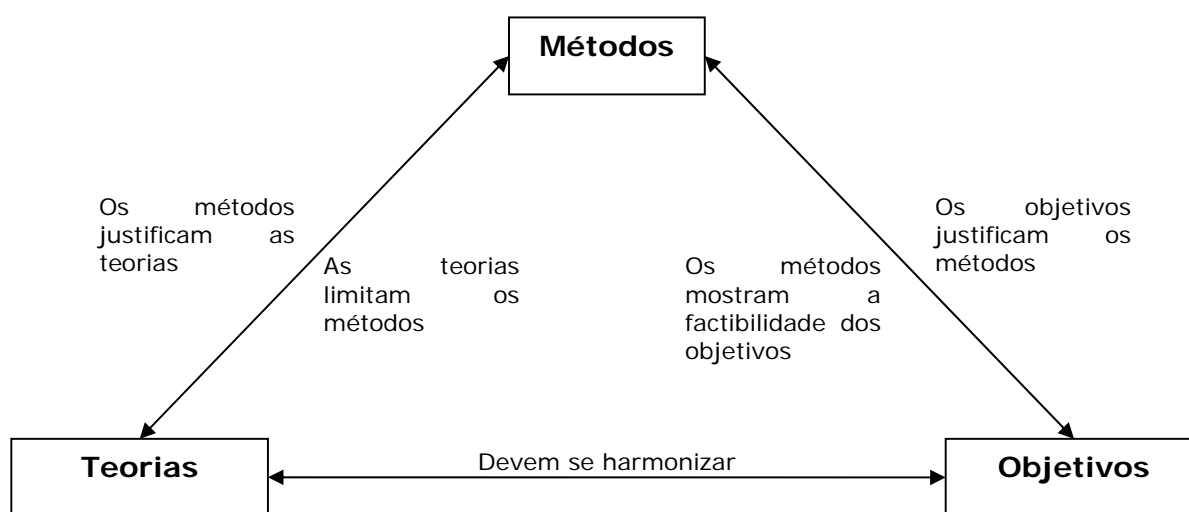 Métodos
Os métodos
justificam as
teorias
As teorias
limitam os
métodos
Os métodos
mostram a
factibilidade dos
objetivos
Os objetivos
justificam os
métodos
Teorias
Devem se harmonizar
Objetivos